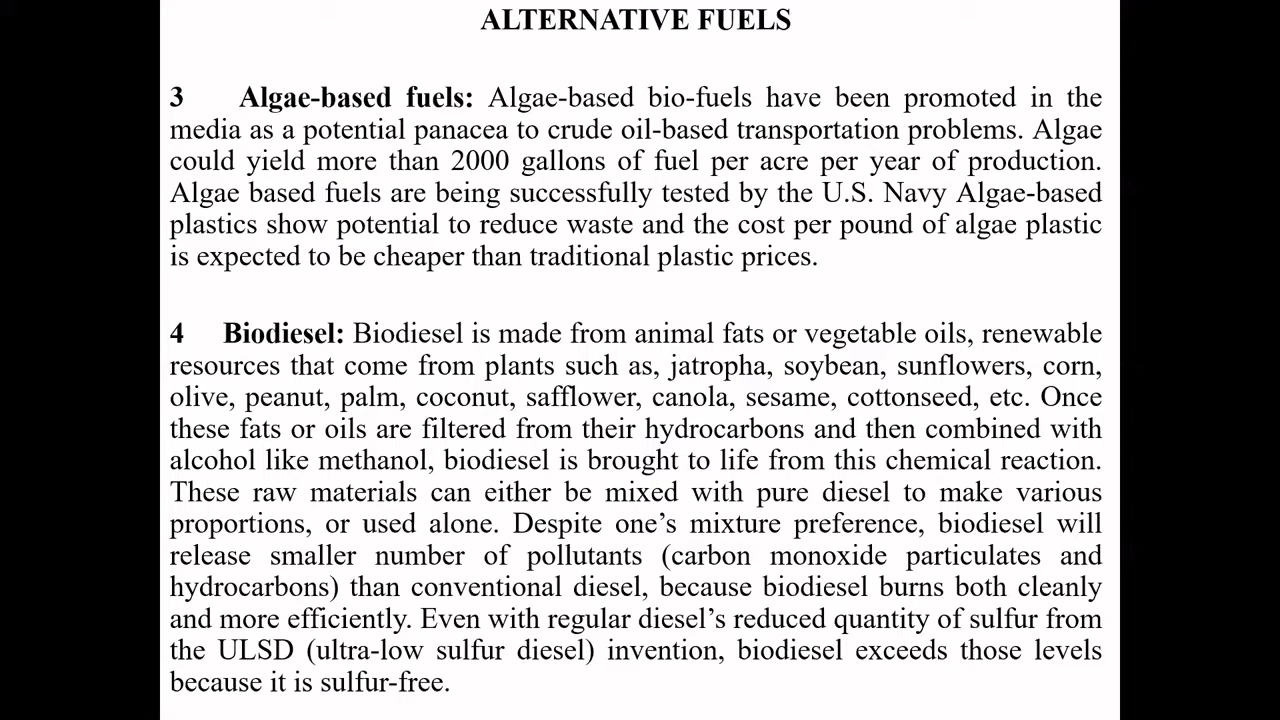 ALTERNATIVE FUELS
3 Algae-based fuels: Algae-based bio-fuels have been promoted in the
media as a potential panacea to crude oil-based transportation problems. Algae
could yield more than 2000 gallons of fuel per acre per year of production.
Algae based fuels are being successfully tested by the U.S. Navy Algae-based
plastics show potential to reduce waste and the cost per pound of algae plastic
is expected to be cheaper than traditional plastic prices.
4 Biodiesel: Biodiesel is made from animal fats or vegetable oils, renewable
resources that come from plants such as, jatropha, soybean, sunflowers, corn,
olive, peanut, palm, coconut, safflower, canola, sesame, cottonseed, etc. Once
these fats or oils are filtered from their hydrocarbons and then combined with
alcohol like methanol, biodiesel is brought to life from this chemical reaction.
These raw materials can either be mixed with pure diesel to make various
proportions, or used alone. Despite one’s mixture preference, biodiesel will
release smaller number of pollutants (carbon monoxide particulates and
hydrocarbons) than conventional diesel, because biodiesel burns both cleanly
and more efficiently. Even with regular diesel’s reduced quantity of sulfur from
the ULSD (ultra-low sulfur diesel) invention, biodiesel exceeds those levels
because it is sulfur-free.